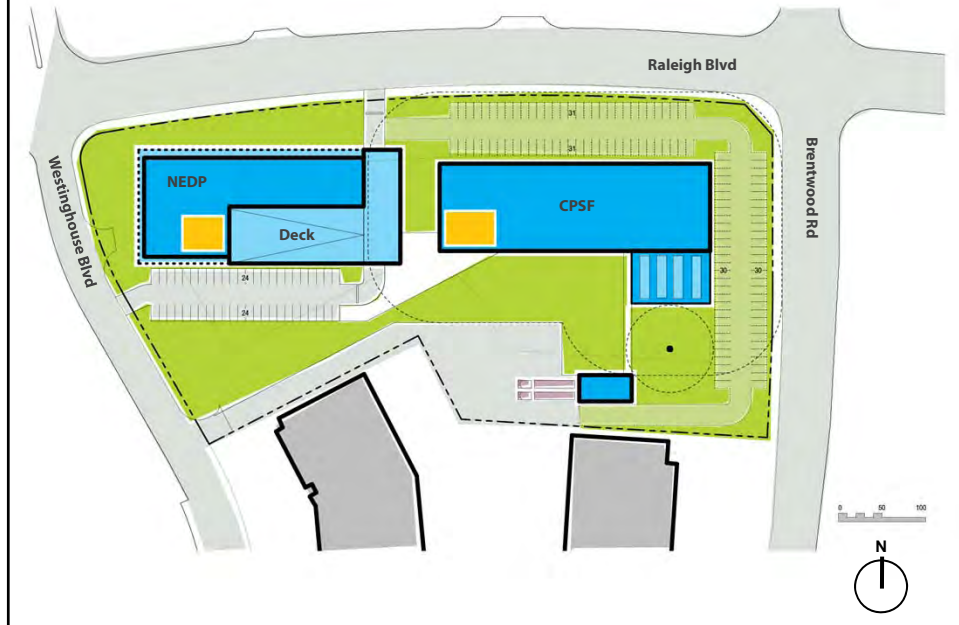 Raleigh Blvd
31
31
Brentwood Rd
Westinghouse Blvd
NEDP
CPSF
Deck
30
30
24
24
0 50 100
N